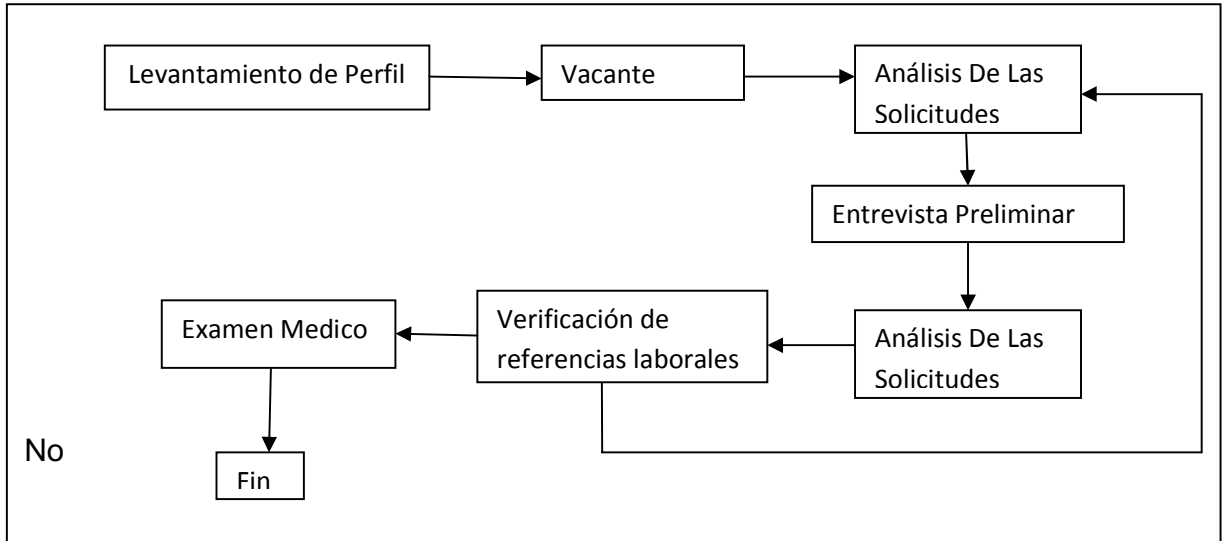 Levantamiento de Perfil
Vacante
Análisis De Las
Solicitudes
Entrevista Preliminar
Análisis De Las
Solicitudes
Verificación de
referencias laborales
Examen Medico
No
Fin